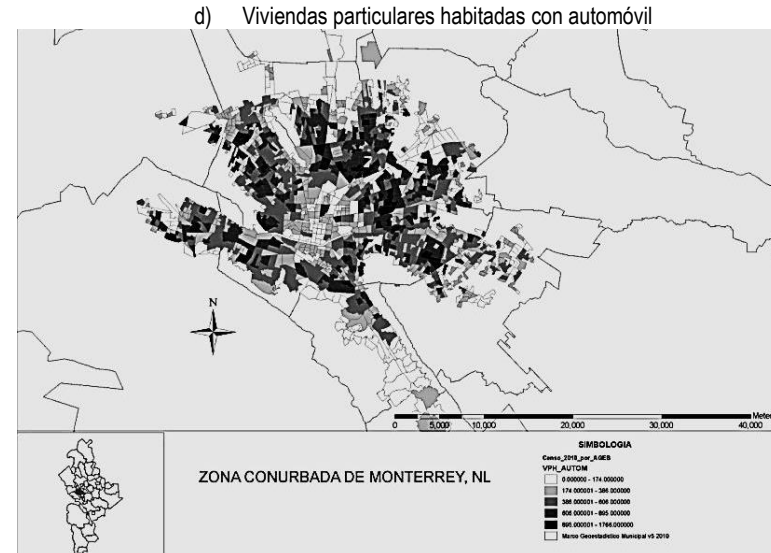 d) Viviendas particulares habitadas con automóvil
N
Meters
0 5,000 10,000 20,000 30,000 40,000
ZONA CONURBADA DE MONTERREY, NL
SIMBOLOGIA
Censo_2010_por_AGEB
VPH_AUTOM
0.000000 - 174.000000
174.000001 - 386.000000
386.000001 - 606.000000
606.000001 - 895.000000
895.000001 - 1766.000000
Marco Geoestadístico Municipal v5 2010